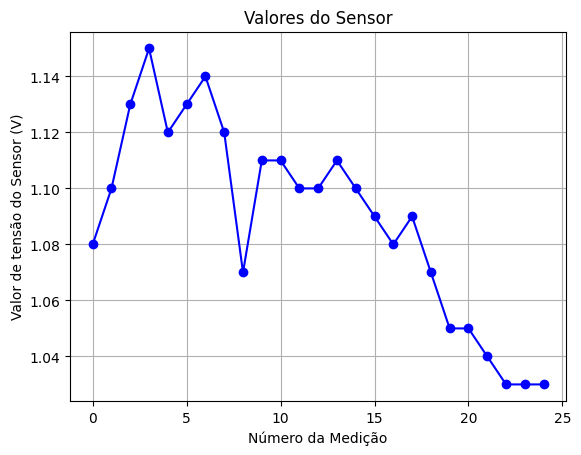 Valores do Sensor
Valor de tensão do Sensor (V)
1.14
1.12
1.10
1.08
1.06
1.04
0 5 10 15 20 25
Número da Medição